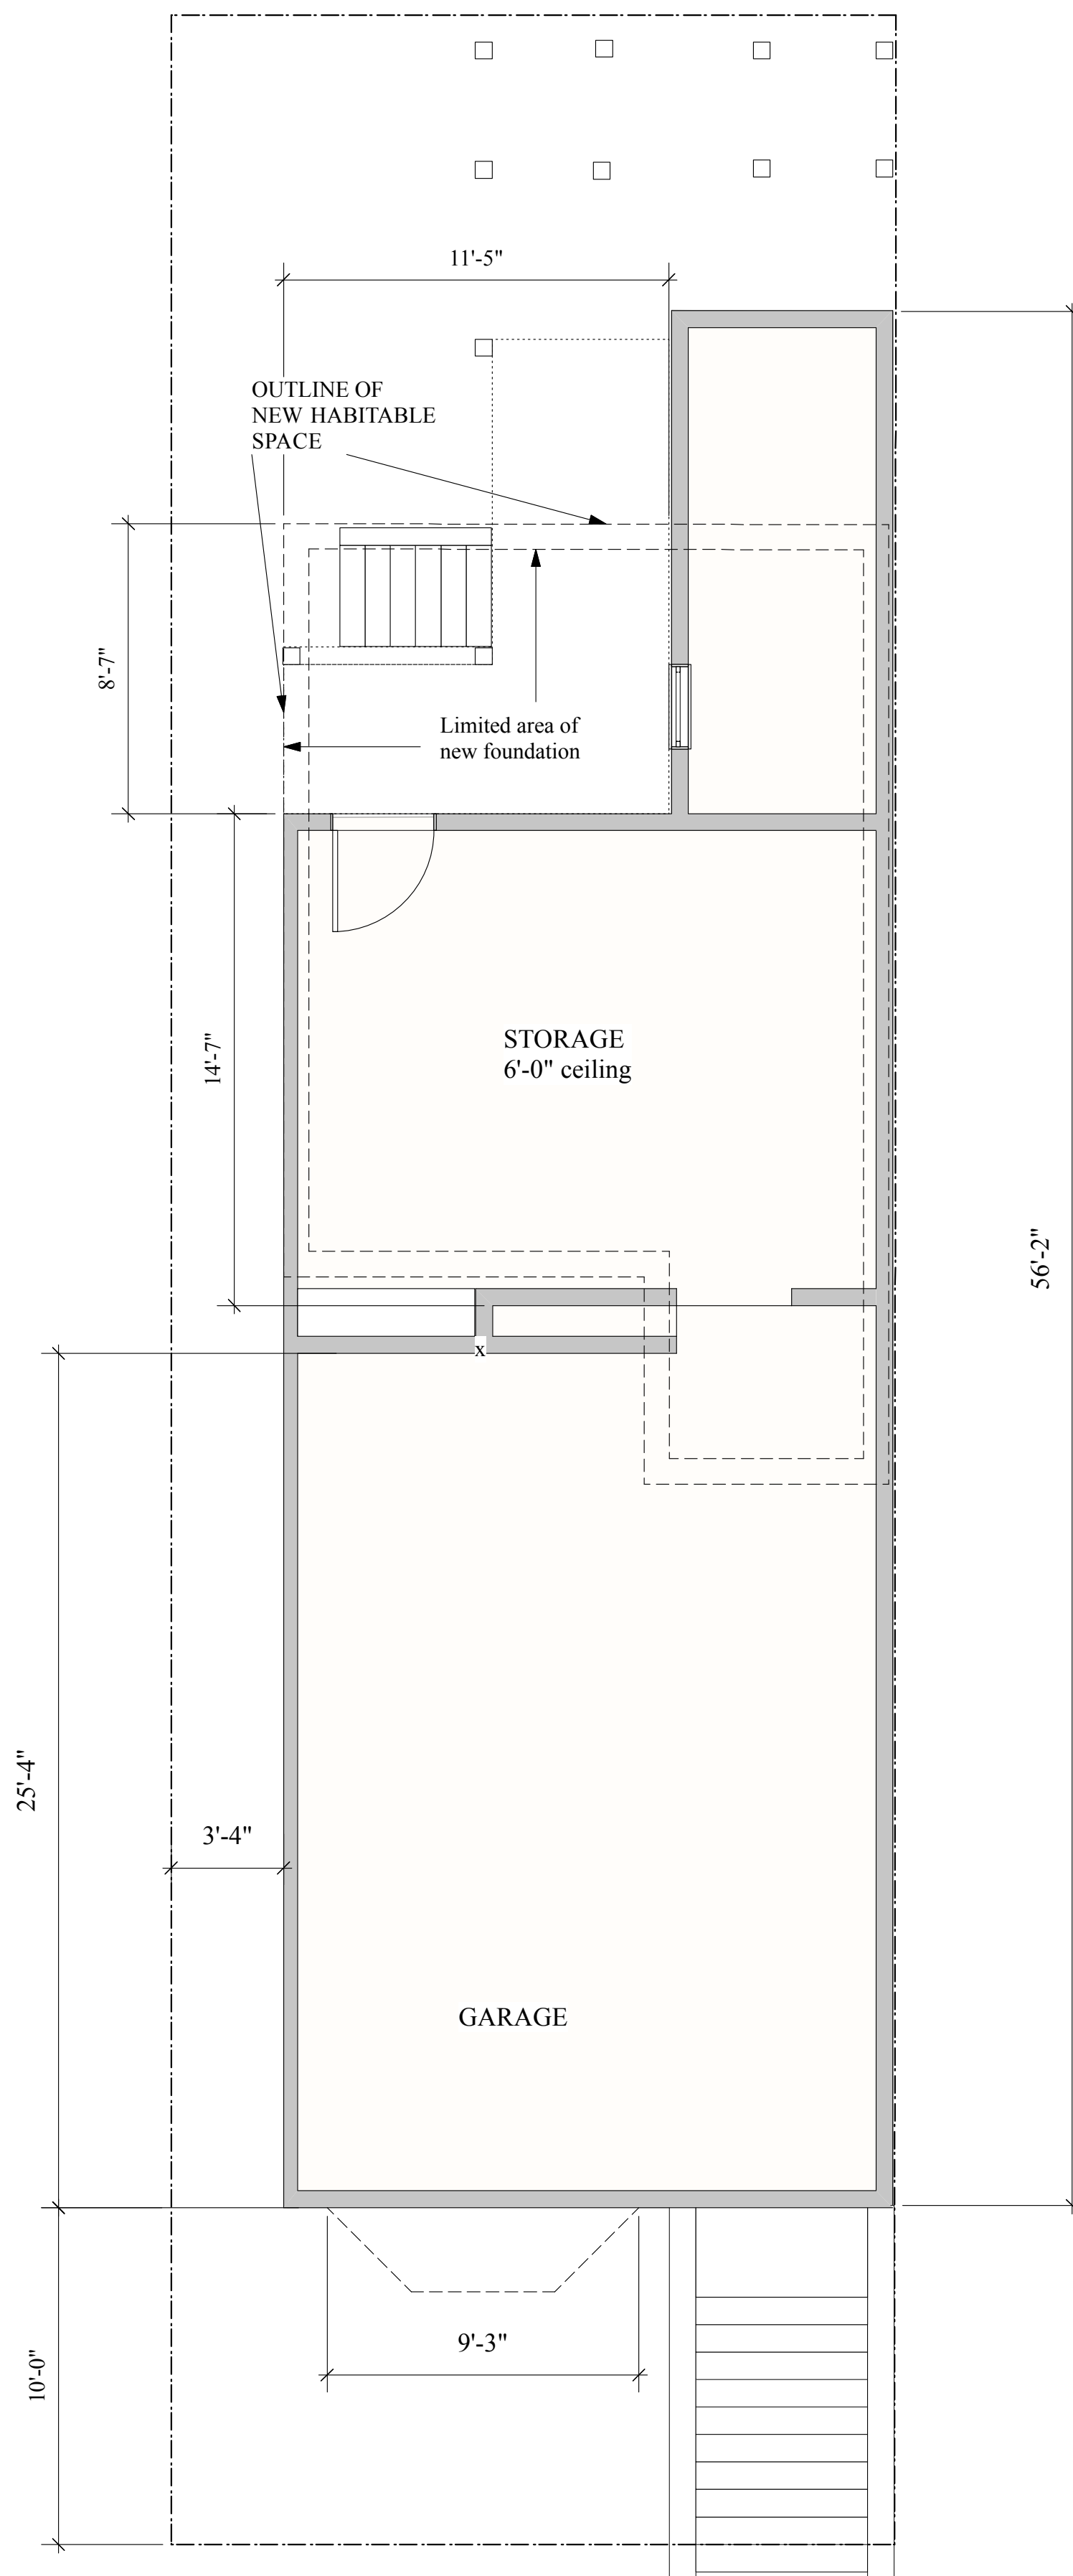 11'-5"
OUTLINE OF
NEW HABITABLE
SPACE
8'-7"
Limited area of
new foundation
14'-7"
STORAGE
6'-0" ceiling
56'-2"
x
25'-4"
3'-4"
GARAGE
9'-3"
10'-0"